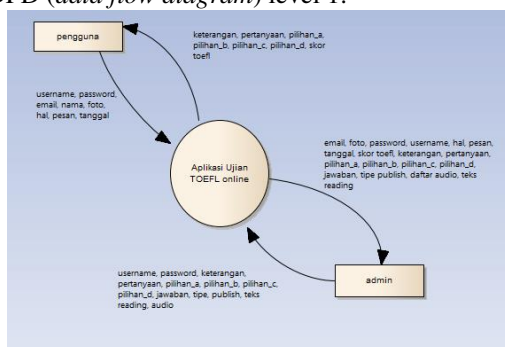 DFD (data flow diagram) level 1.
pengguna
keterangan, pertanyaan, pilihan_a,
pilihan_b, pilihan_c, pilihan_d, skor
toefl
username, password,
email, nama, foto,
hal, pesan, tanggal
Aplikasi Ujian
TOEFL online
email, foto, password, username, hal, pesan,
tanggal, skor toefl, keterangan, pertanyaan,
pilihan_a, pilihan_b, pilihan_c, pilihan_d,
jawaban, tipe publish, daftar audio, teks
reading
username, password, keterangan,
pertanyaan, pilihan_a, pilihan_b, pilihan_c,
pilihan_d, jawaban, tipe, publish, teks
reading, audio
admin